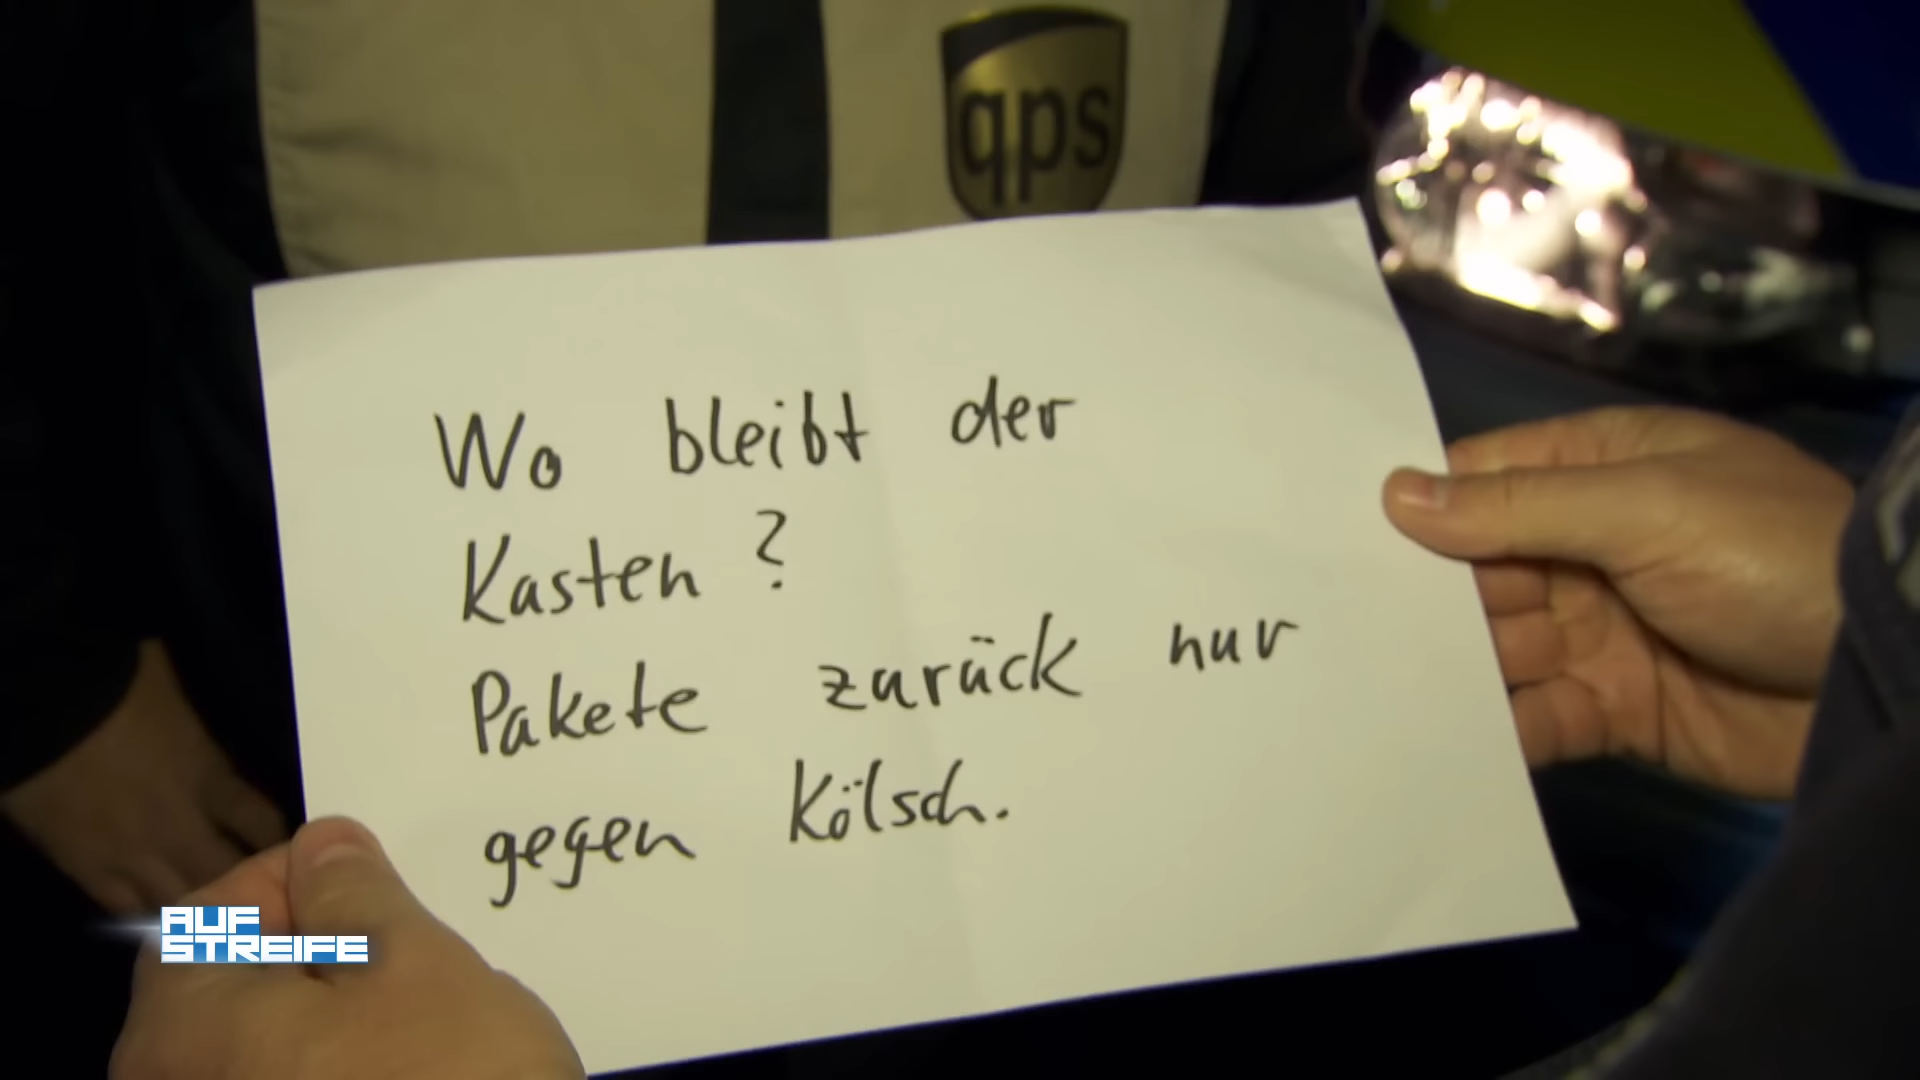 qps
Wo bleibt der
Kasten?
Pakete zurück nur
gegen Kölsch.
AUF
STREIFE